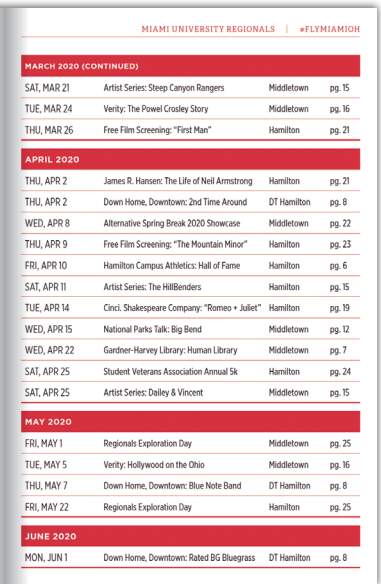 MIAMI UNIVERSITY REGIONALS | #FLYMIAMIOH
MARCH 2020 (CONTINUED)
SAT, MAR 21 Artist Series: Steep Canyon Rangers Middletown pg. 15
TUE, MAR 24 Verity: The Powel Crosley Story Middletown pg. 16
THU, MAR 26 Free Film Screening: "First Man" Hamilton pg. 21
APRIL 2020
THU, APR 2 James R. Hansen: The Life of Neil Armstrong Hamilton pg. 21
THU, APR 2 Down Home, Downtown: 2nd Time Around DT Hamilton pg. 8
WED, APR 8 Alternative Spring Break 2020 Showcase Middletown pg. 22
THU, APR 9 Free Film Screening: "The Mountain Minor" Hamilton pg. 23
FRI, APR 10 Hamilton Campus Athletics: Hall of Fame Hamilton pg. 6
SAT, APR 11 Artist Series: The HillBenders Hamilton pg. 15
TUE, APR 14 Cinci. Shakespeare Company: "Romeo + Juliet" Hamilton pg. 19
WED, APR 15 National Parks Talk: Big Bend Middletown pg. 12
WED, APR 22 Gardner-Harvey Library: Human Library Middletown pg. 7
SAT, APR 25 Student Veterans Association Annual 5k Hamilton pg. 24
SAT, APR 25 Artist Series: Dailey & Vincent Middletown pg. 15
MAY 2020
FRI, MAY 1 Regionals Exploration Day Middletown pg. 25
TUE, MAY 5 Verity: Hollywood on the Ohio Middletown pg. 16
THU, MAY 7 Down Home, Downtown: Blue Note Band DT Hamilton pg. 8
FRI, MAY 22 Regionals Exploration Day Hamilton pg. 25
JUNE 2020
MON, JUN 1 Down Home, Downtown: Rated BG Bluegrass DT Hamilton pg. 8